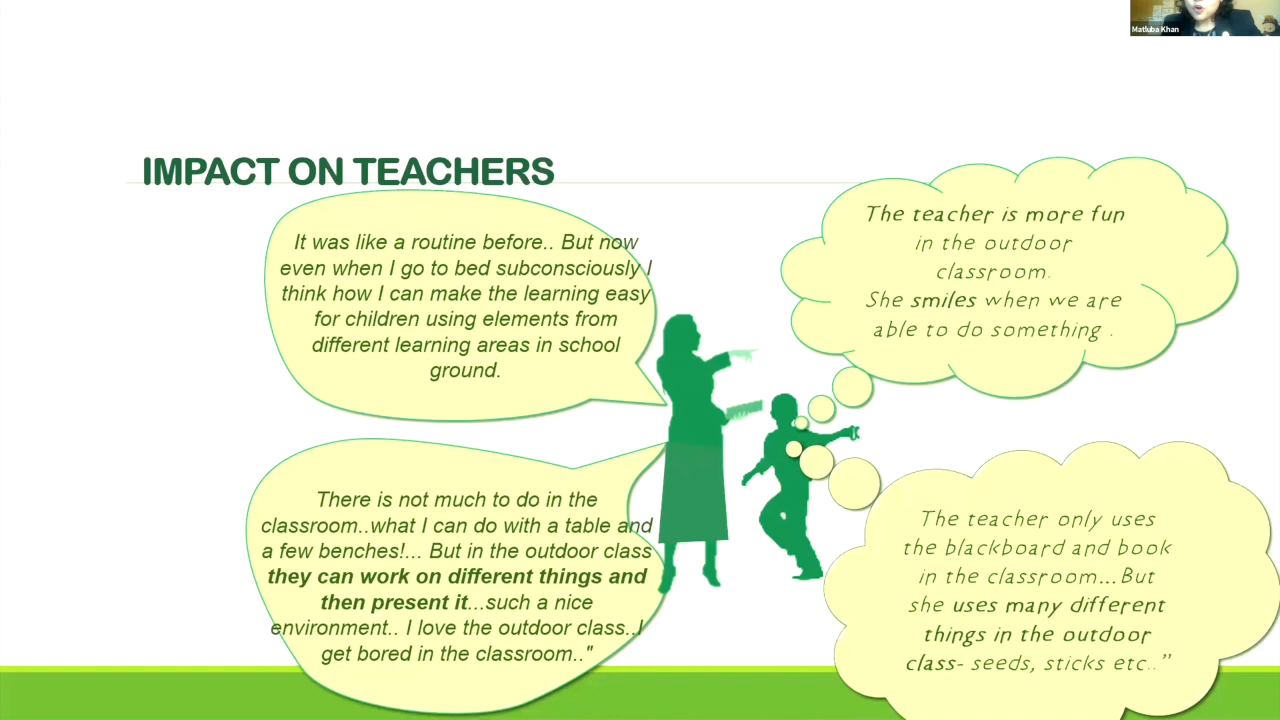 Matluba Khan
IMPACT ON TEACHERS
It was like a routine before.. But now
even when I go to bed subconsciously I
think how I can make the learning easy
for children using elements from
different learning areas in school
ground.
The teacher is more fun
in the outdoor
classroom.
She smiles when we are
able to do something .
There is not much to do in the
classroom..what I can do with a table and
a few benches!... But in the outdoor class
they can work on different things and
then present it...such a nice
environment.. I love the outdoor class..I
get bored in the classroom.."
The teacher only uses
the blackboard and book
in the classroom...But
she uses many different
things in the outdoor
class- seeds, sticks etc..”